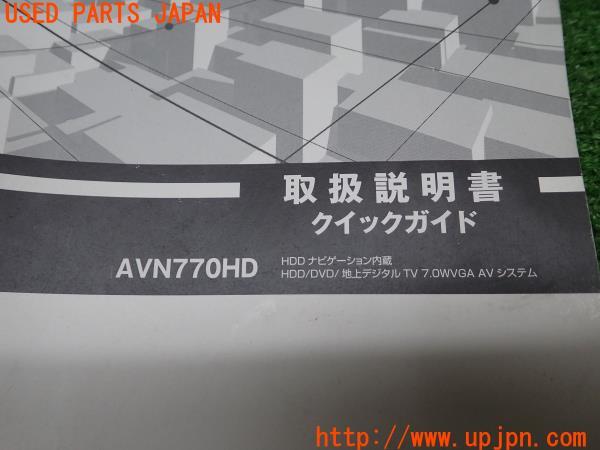 USED PARTS JAPAN
取扱説明書
クイックガイド
AVN770HD
HDD ナビゲーション内蔵
HDD/DVD/ 地上デジタル TV 7.0WVGA AV システム
http://www.upjpn.com/